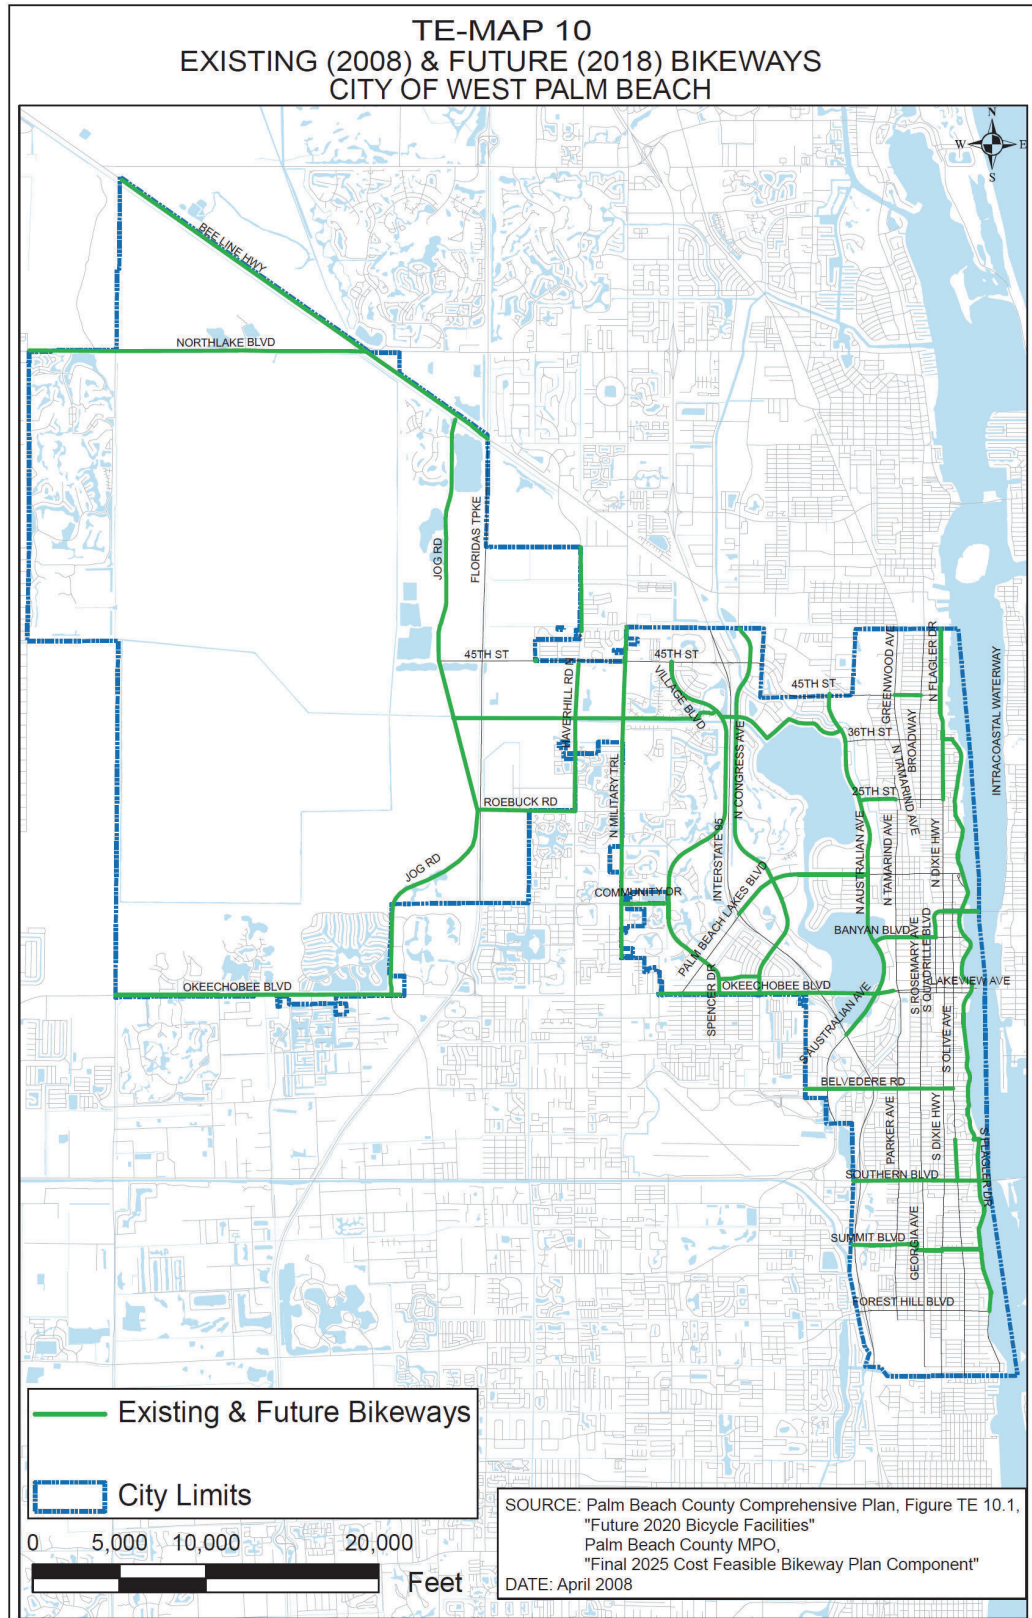 TE-MAP 10
EXISTING (2008) & FUTURE (2018) BIKEWAYS
CITY OF WEST PALM BEACH
N
W E
S
BEE LINE HWY
NORTHLAKE BLVD
JOG RD
FLORIDAS TPKE
45TH ST
45TH ST
45TH ST
HAVERHILL RD N
VILLAGE BLVD
GREENWOOD AVE
N FLAGLER DR
INTRACOASTAL WATERWAY
BROADWAY
36TH ST
N TAMARIND AVE
N CONGRESS AVE
N MILITARY TRL
25TH ST
ROEBUCK RD
INTERSTATE 95
N AUSTRALIAN AVE
N TAMARIND AVE
N DIXIE HWY
JOG RD
COMMUNITY DR
PALM BEACH LAKES BLVD
BANYAN BLVD
S ROSEMARY AVE
S QUADRILLE BLVD
LAKEVIEW AVE
OKEECHOBEE BLVD
OKEECHOBEE BLVD
SPENCER DR
S AUSTRALIAN AVE
S OLIVE AVE
BELVEDERE RD
PARKER AVE
S DIXIE HWY
S FLAGLER DR
SOUTHERN BLVD
GEORGIA AVE
SUMMIT BLVD
FOREST HILL BLVD
Existing & Future Bikeways
City Limits
0 5,000 10,000 20,000
Feet
SOURCE: Palm Beach County Comprehensive Plan, Figure TE 10.1,
"Future 2020 Bicycle Facilities"
Palm Beach County MPO,
"Final 2025 Cost Feasible Bikeway Plan Component"
DATE: April 2008